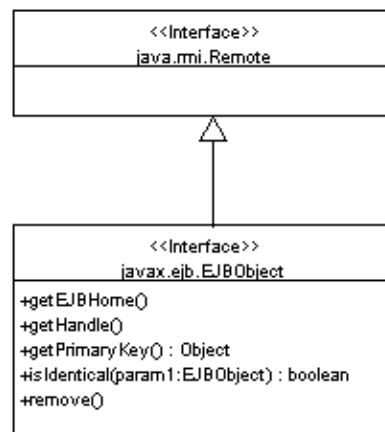 <<Interface>>
java.rmi.Remote
<<Interface>>
javax.ejb.EJBObject
+getEJBHome()
+getHandle()
+getPrimaryKey() : Object
+isIdentical(param1:EJBObject) : boolean
+remove()